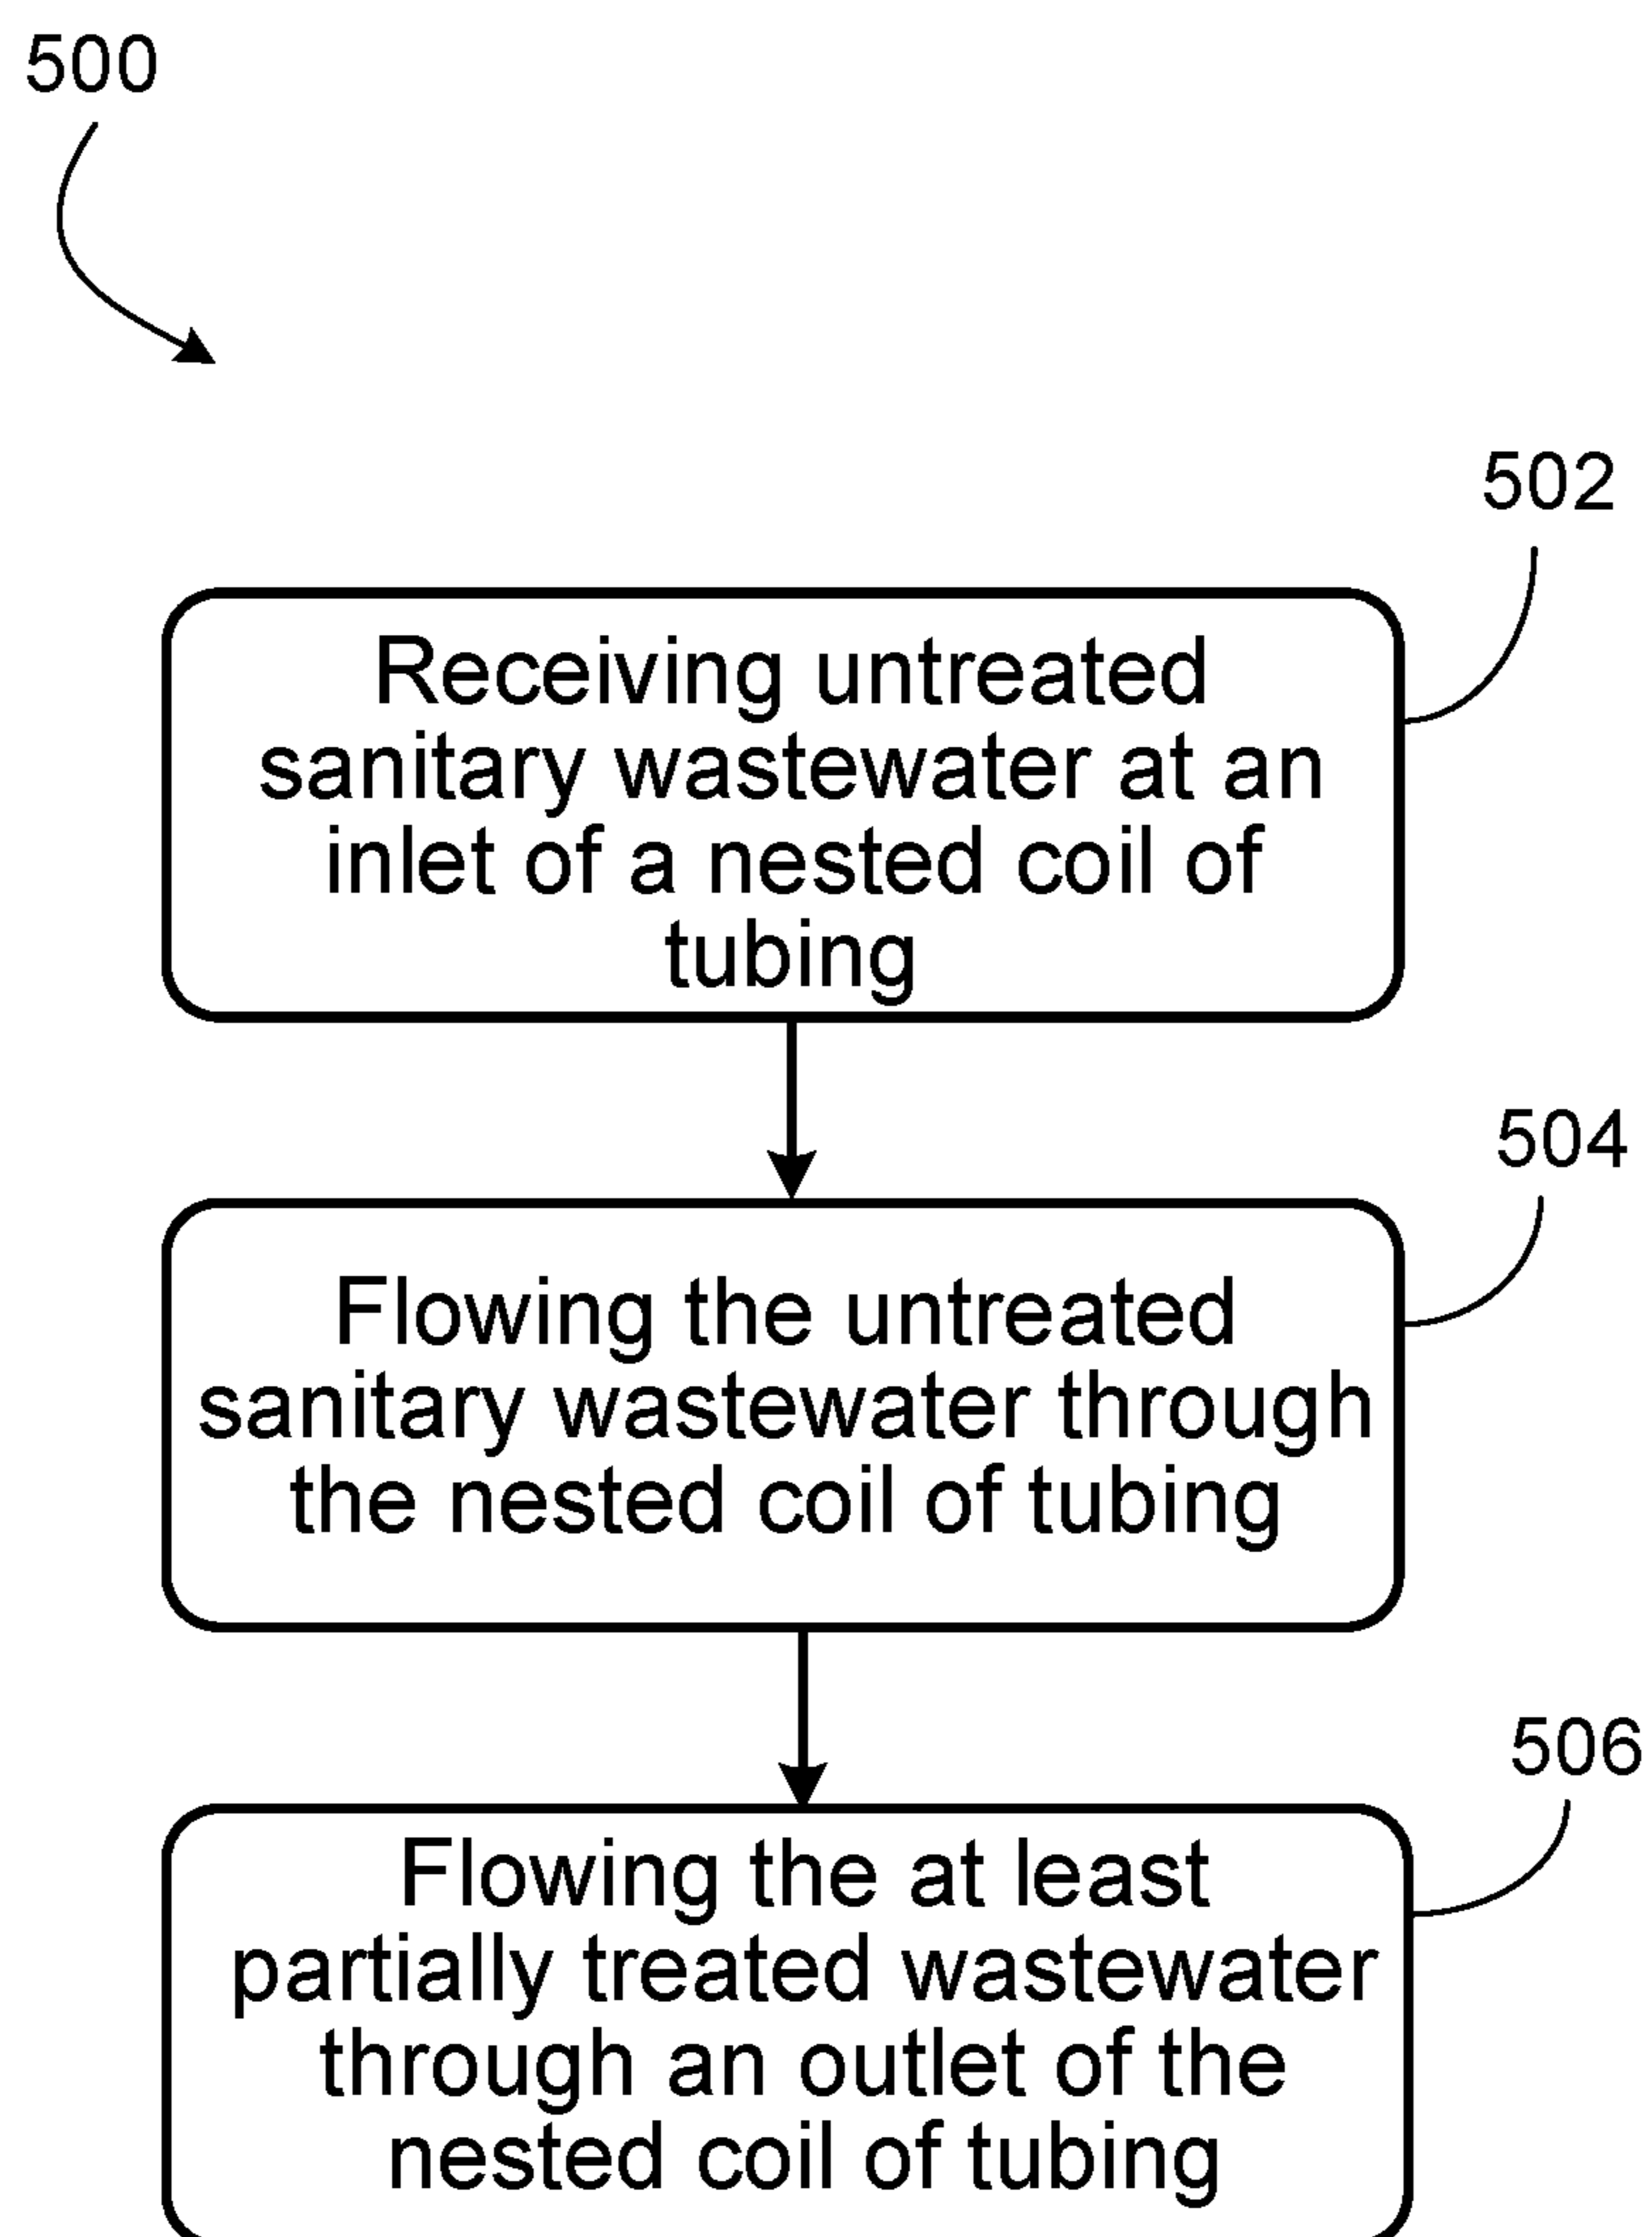 500
502
Receiving untreated
sanitary wastewater at an
inlet of a nested coil of
tubing
504
Flowing the untreated
sanitary wastewater through
the nested coil of tubing
506
Flowing the at least
partially treated wastewater
through an outlet of the
nested coil of tubing